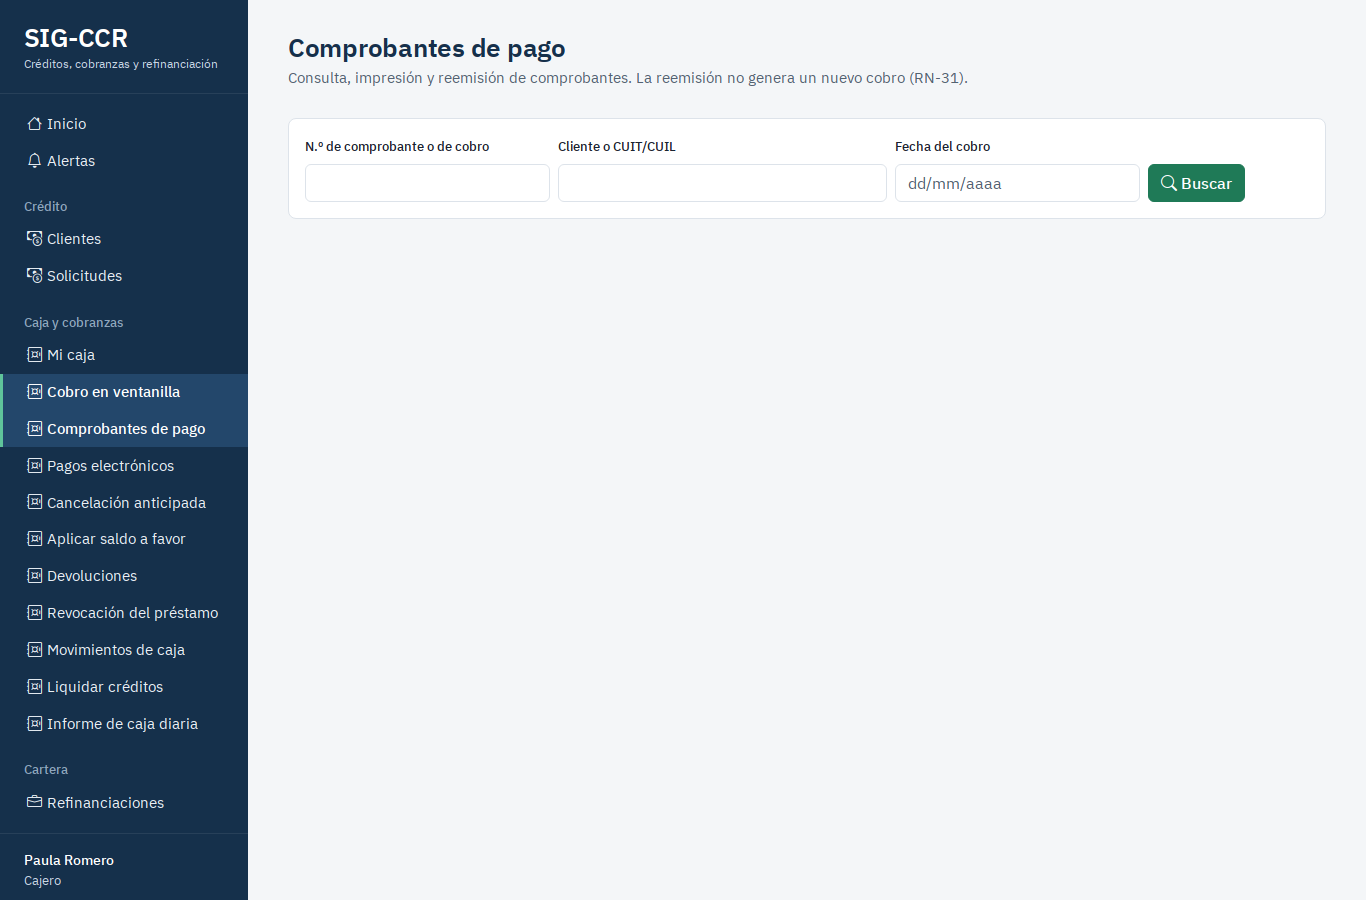 SIG-CCR
Créditos, cobranzas y refinanciación
Inicio
Alertas
Crédito
Clientes
Solicitudes
Caja y cobranzas
Mi caja
Cobro en ventanilla
Comprobantes de pago
Pagos electrónicos
Cancelación anticipada
Aplicar saldo a favor
Devoluciones
Revocación del préstamo
Movimientos de caja
Liquidar créditos
Informe de caja diaria
Cartera
Refinanciaciones
Paula Romero
Cajero
Comprobantes de pago
Consulta, impresión y reemisión de comprobantes. La reemisión no genera un nuevo cobro (RN-31).
N.º de comprobante o de cobro
Cliente o CUIT/CUIL
Fecha del cobro
dd/mm/aaaa
Buscar